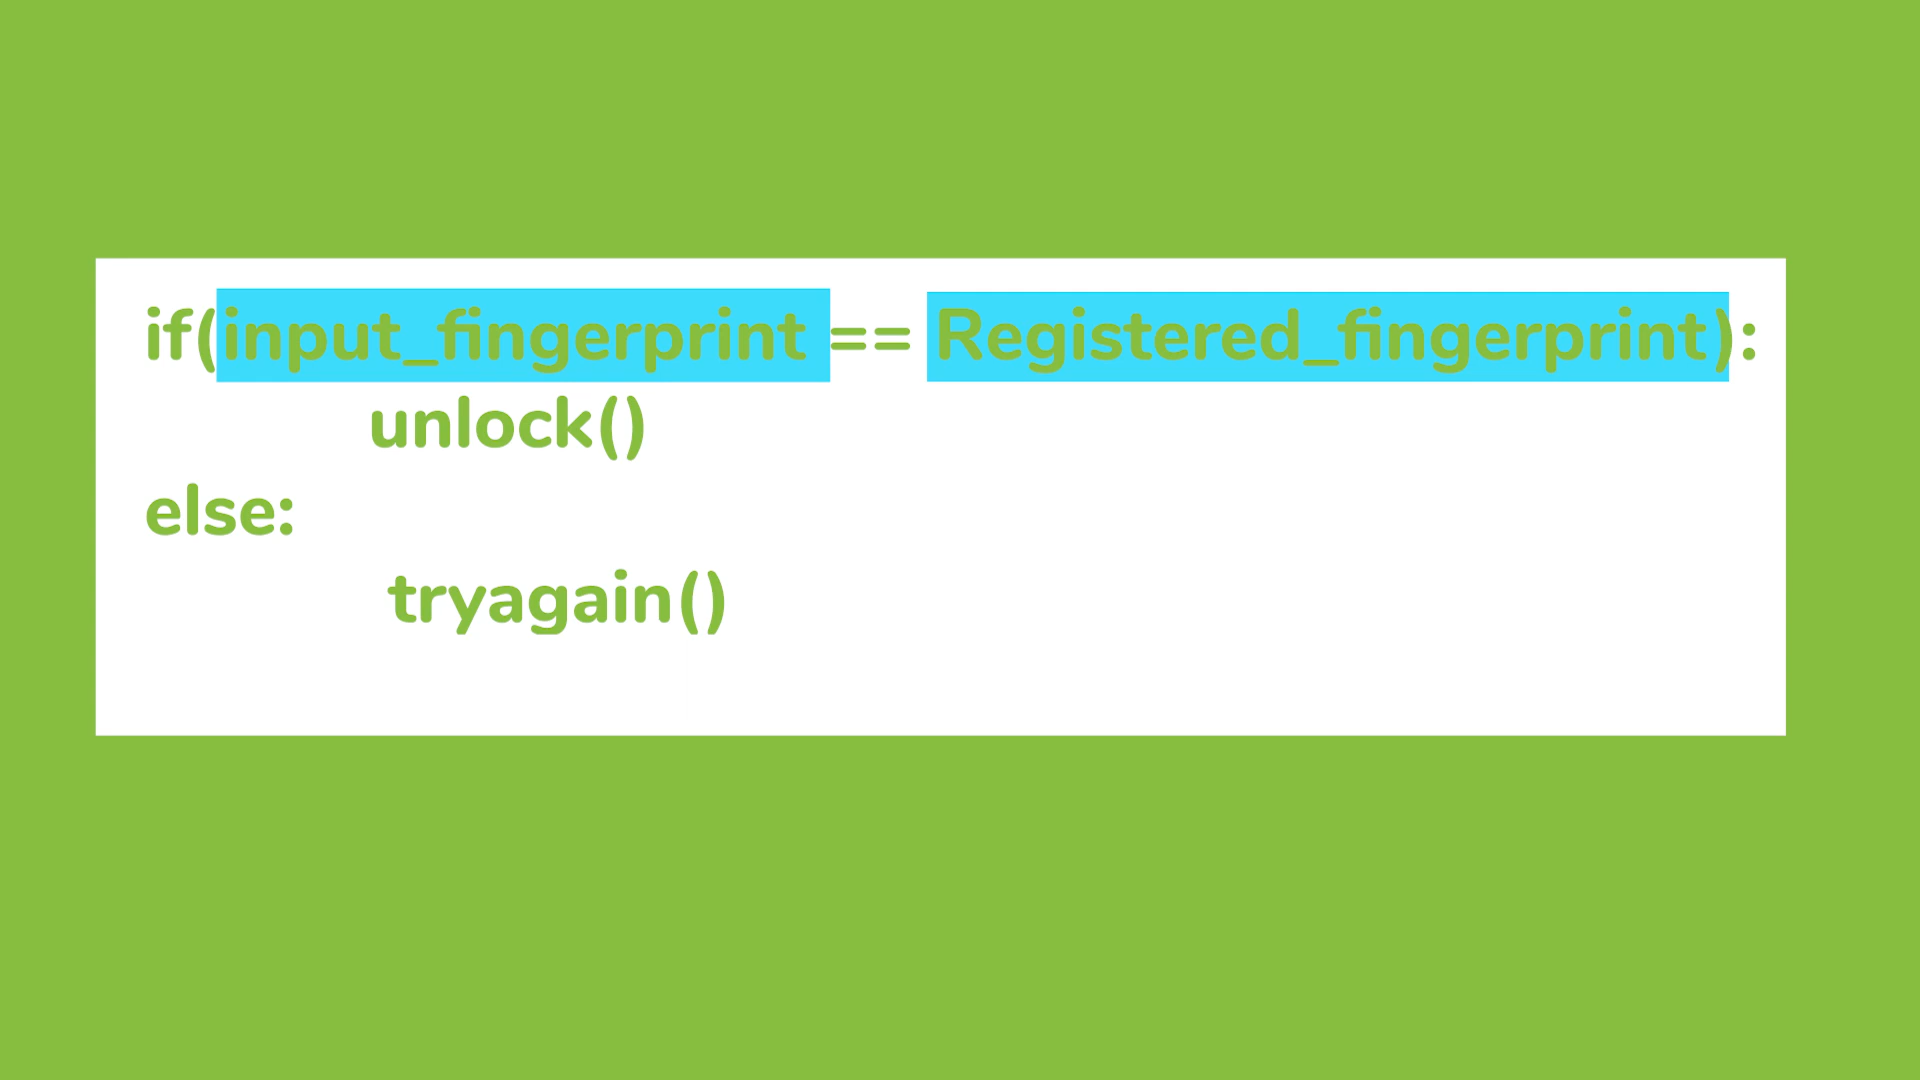 if(input_fingerprint == Registered_fingerprint):
unlock()
else:
tryagain()